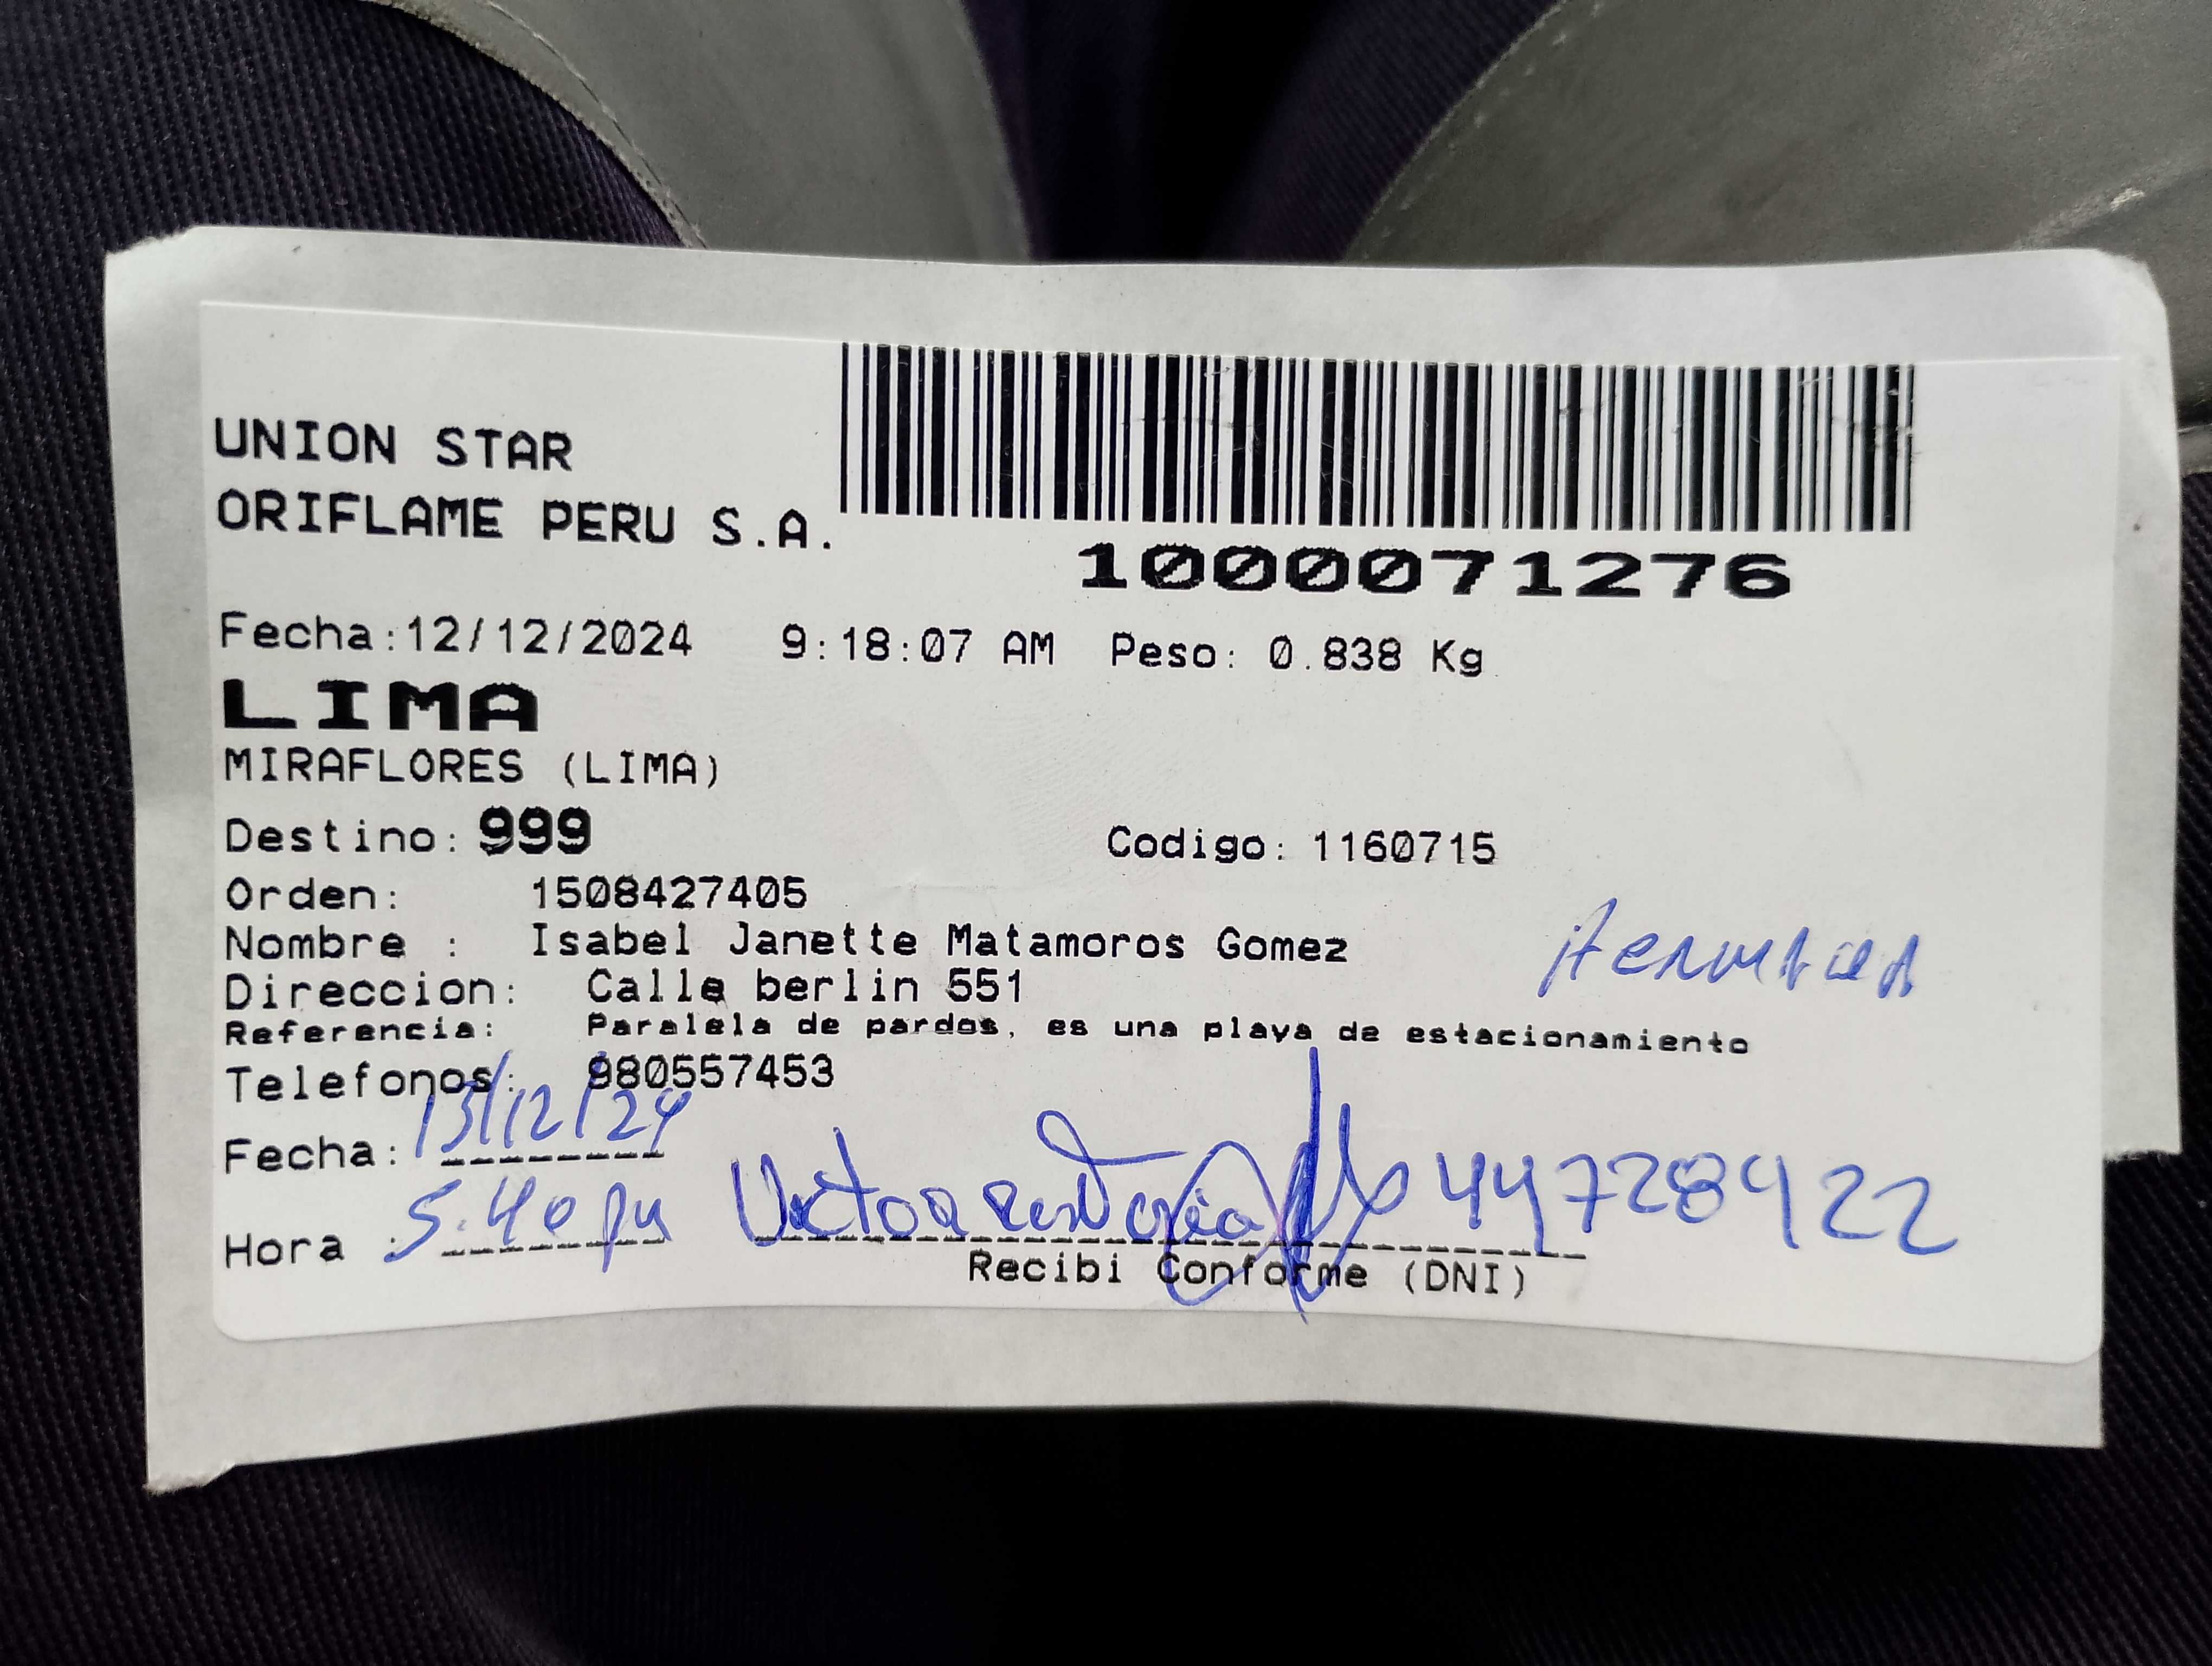 UNION STAR
ORIFLAME PERU S.A.
1000071276
Fecha:12/12/2024 9:18:07 AM Peso: 0.838 Kg
LIMA
MIRAFLORES (LIMA)
Destino: 999 Codigo: 1160715
Orden: 1508427405
Nombre : Isabel Janette Matamoros Gomez
Direccion: Calle berlin 551
Referencia: Paralela de pardos, es una playa de estacionamiento
Telefonos: 980557453
Fecha: 13/12/24
Hora : 5:40 pm
Recibi Conforme (DNI)